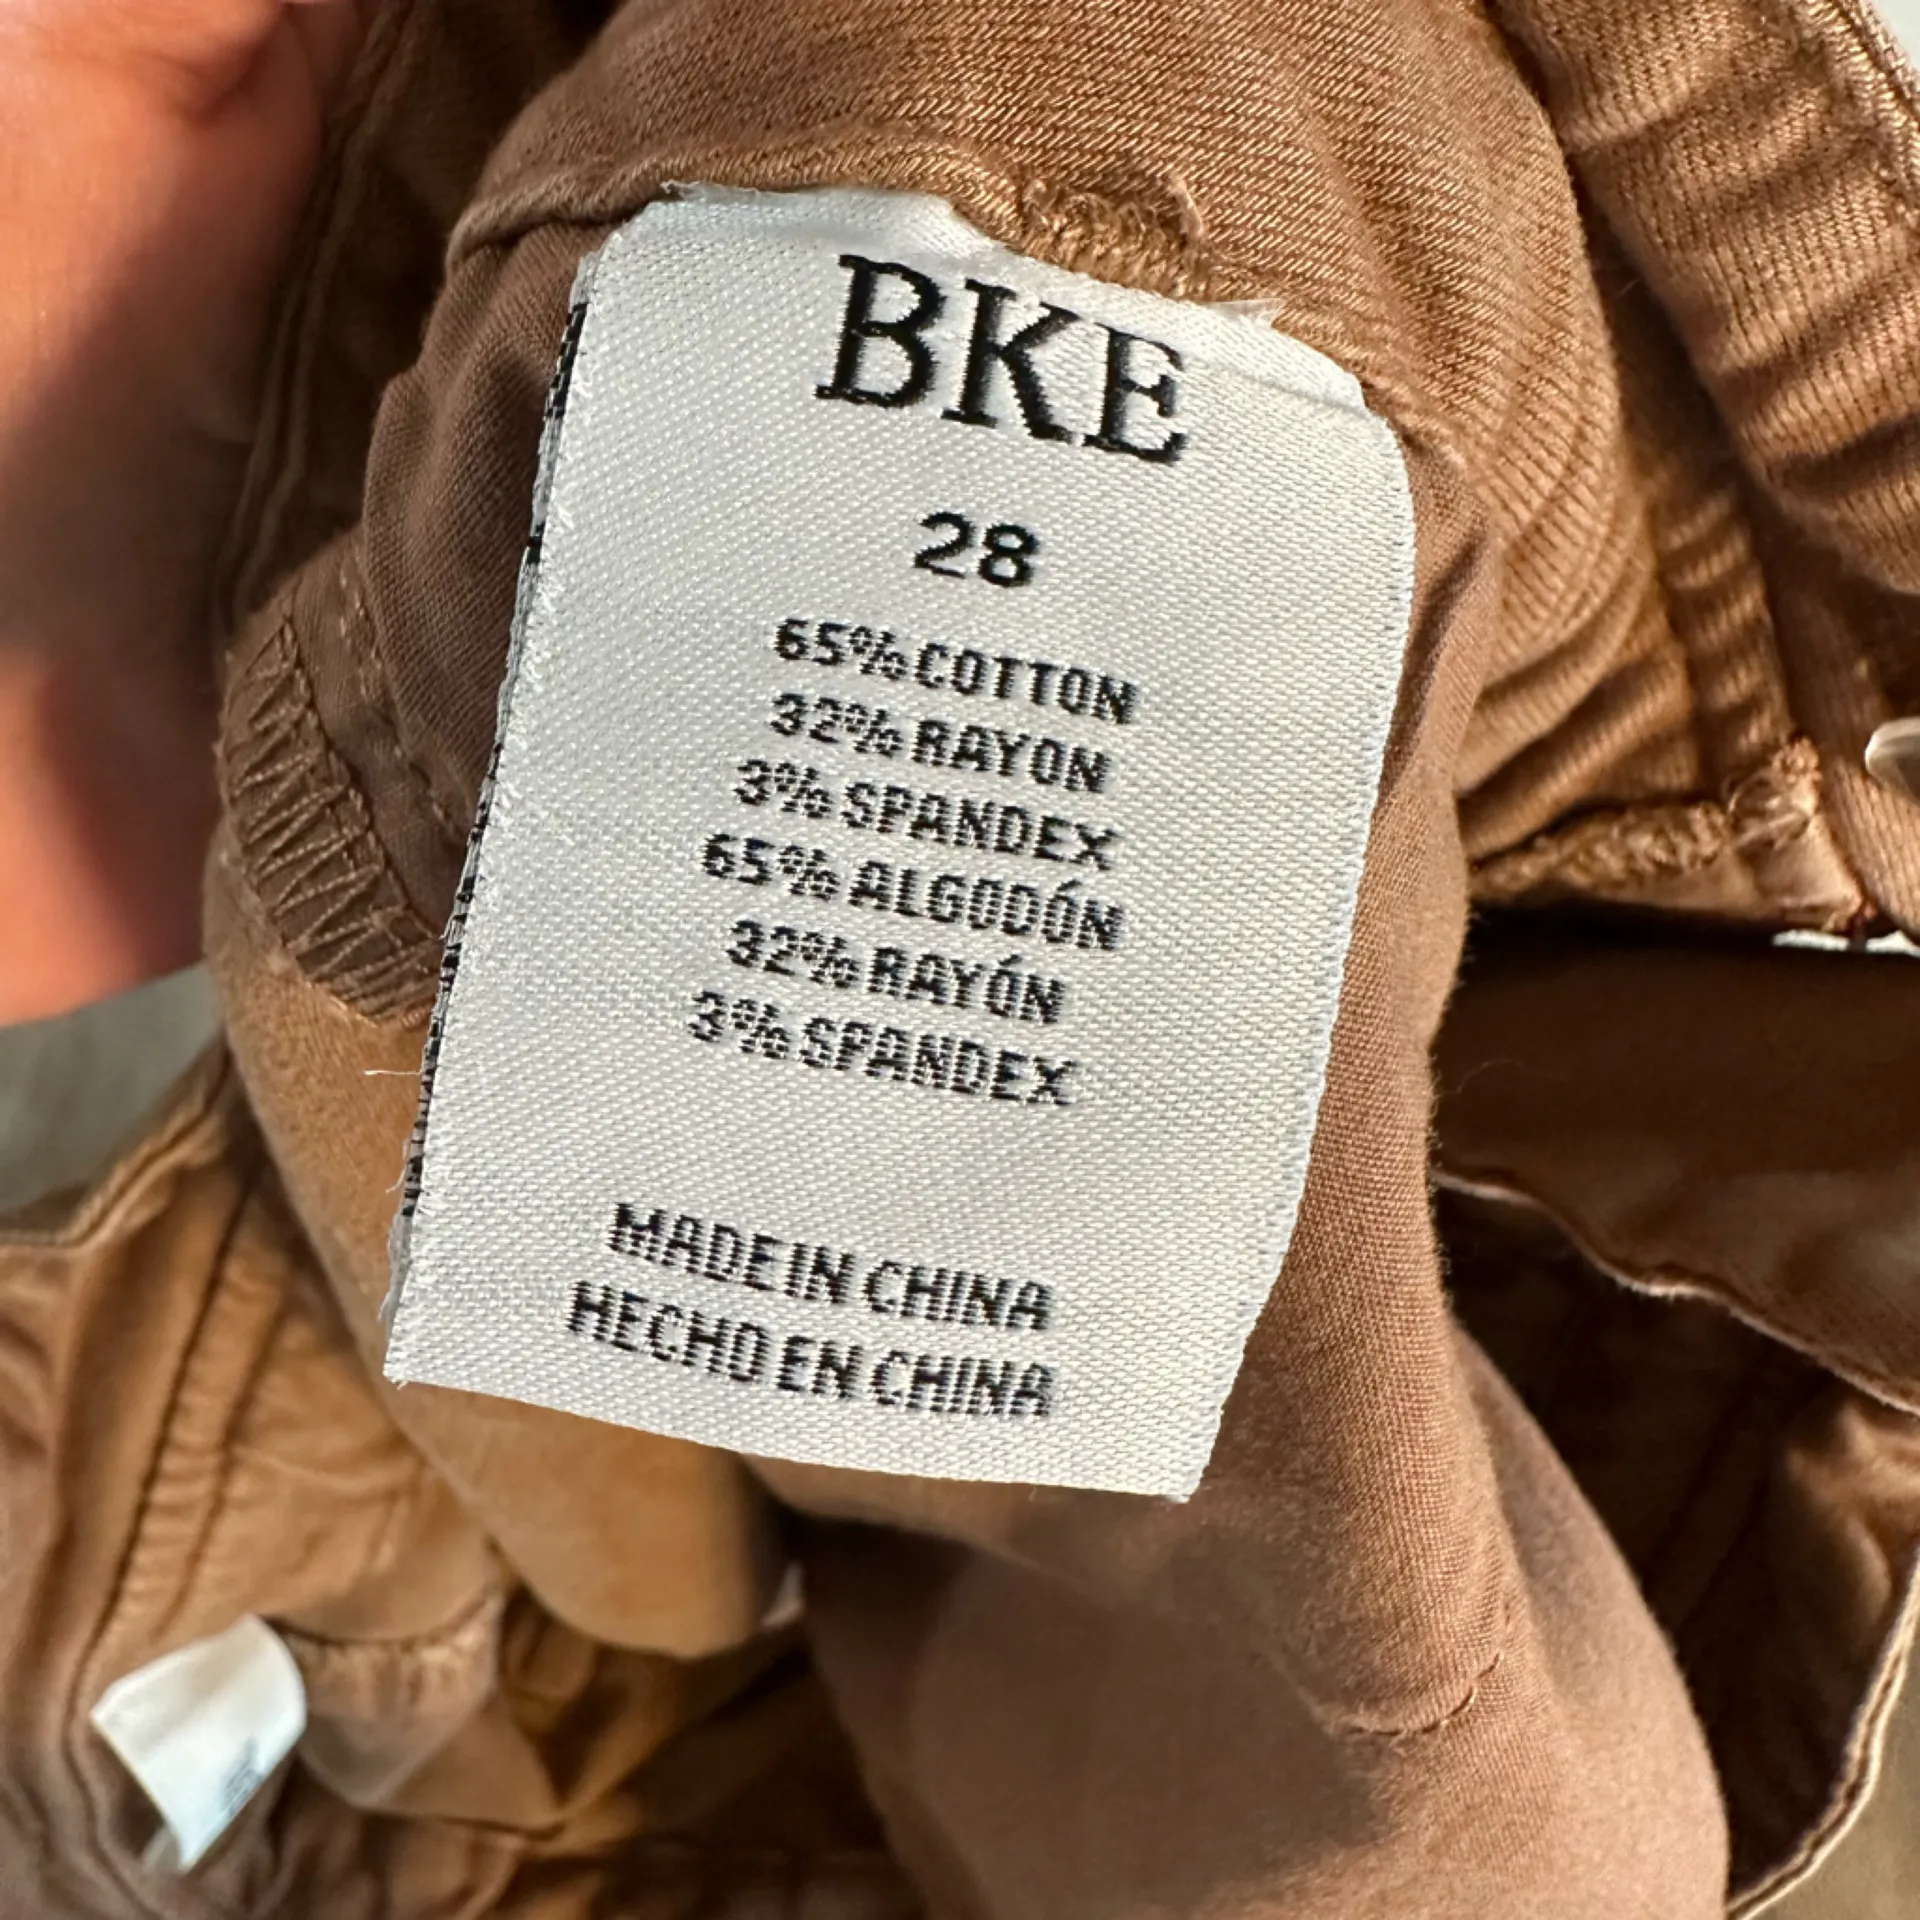 BKE
28
65% COTTON
32% RAYON
3% SPANDEX
65% ALGODÓN
32% RAYÓN
3% SPANDEX
MADE IN CHINA
HECHO EN CHINA